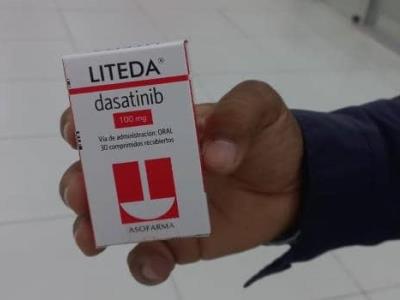 LITEDA®
dasatinib
100 mg
Vía de administración: ORAL
30 comprimidos recubiertos
ASOFARMA